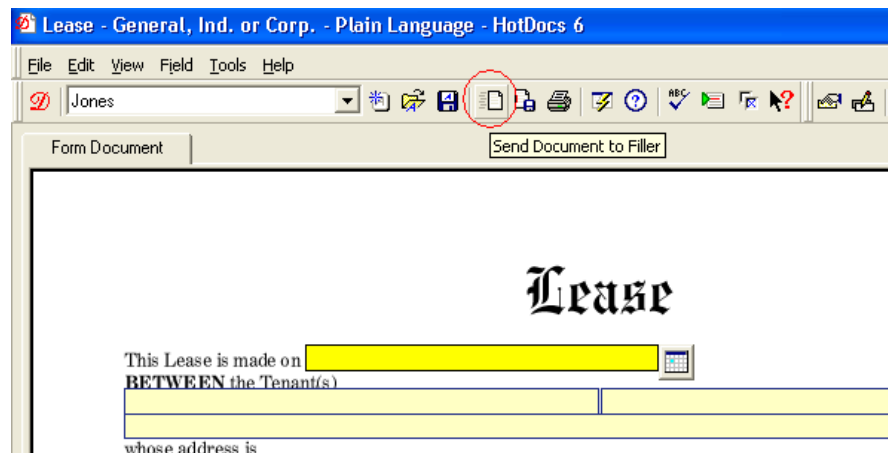 Lease - General, Ind. or Corp. - Plain Language - HotDocs 6
File Edit View Field Tools Help
Jones
ABC
Form Document
Send Document to Filler
Lease
This Lease is made on
BETWEEN the Tenant(s)
whose address is